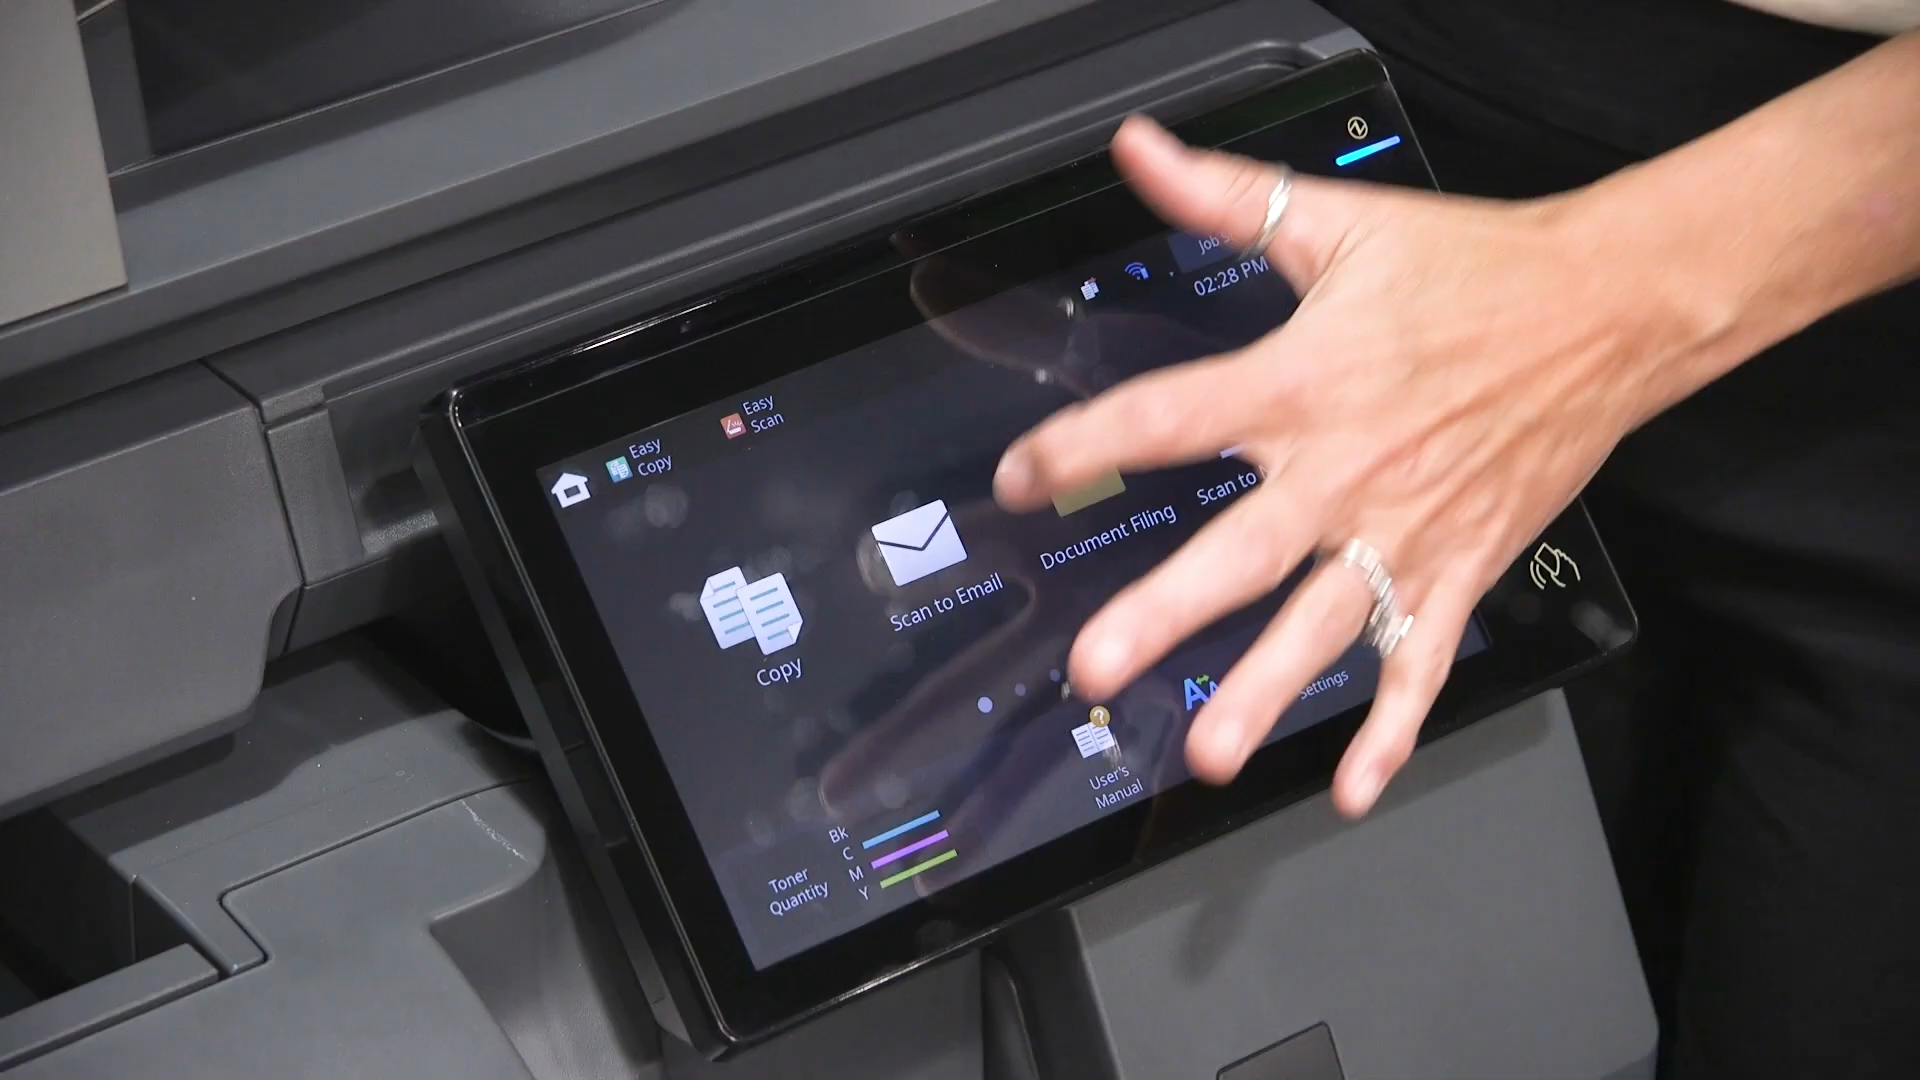 Job
02:28 PM
Easy
Scan
Easy
Copy
Scan to
Document Filing
Scan to Email
Copy
Settings
User's
Manual
Bk
C
M
Y
Toner
Quantity